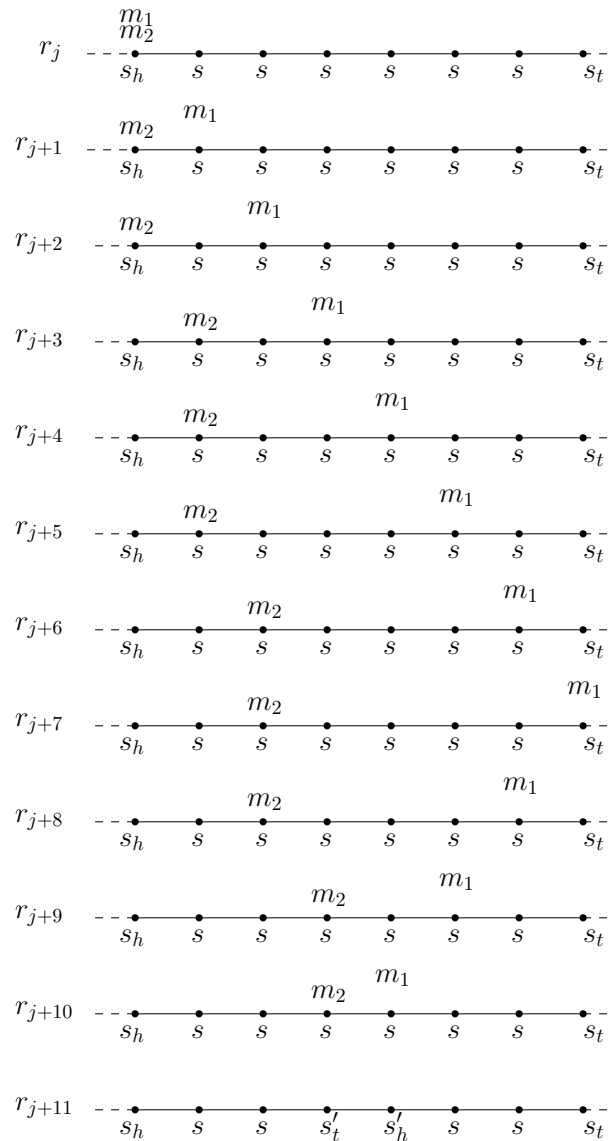 m₁
m₂
r_j
s_h s s s s s s s_t
m₁
m₂
r_{j+1}
s_h s s s s s s s_t
m₁
m₂
r_{j+2}
s_h s s s s s s s_t
m₁
m₂
r_{j+3}
s_h s s s s s s s_t
m₁
m₂
r_{j+4}
s_h s s s s s s s_t
m₁
m₂
r_{j+5}
s_h s s s s s s s_t
m₁
m₂
r_{j+6}
s_h s s s s s s s_t
m₁
m₂
r_{j+7}
s_h s s s s s s s_t
m₁
m₂
r_{j+8}
s_h s s s s s s s_t
m₁
m₂
r_{j+9}
s_h s s s s s s s_t
m₁
m₂
r_{j+10}
s_h s s s s s s s_t
r_{j+11}
s_h s s s'_t s'_h s s s_t